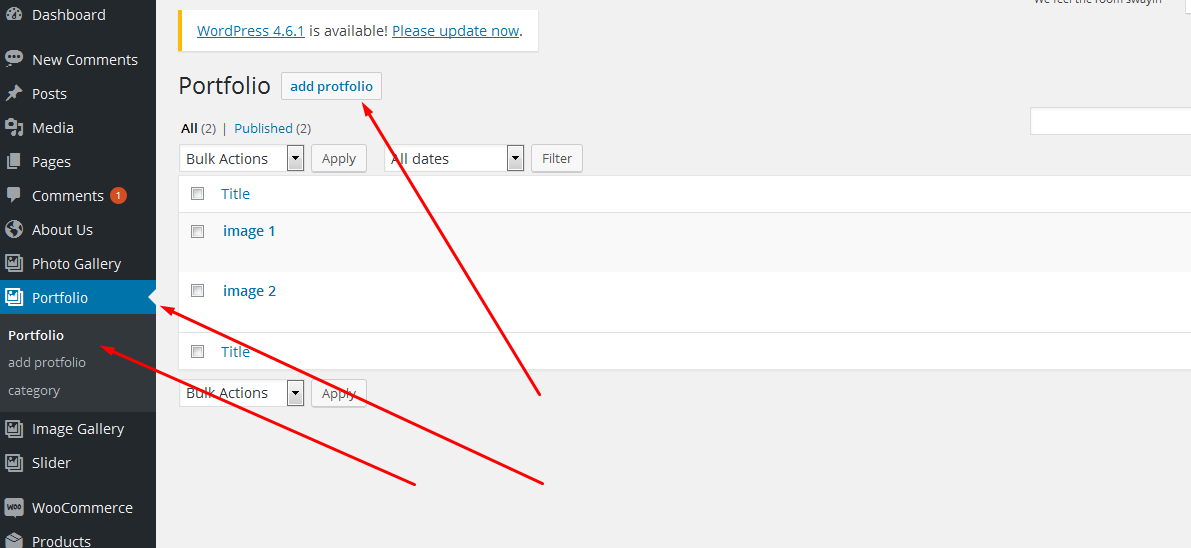 Dashboard
New Comments
Posts
Media
Pages
Comments 1
About Us
Photo Gallery
Portfolio
Portfolio
add protfolio
category
Image Gallery
Slider
WOO WooCommerce
Products
We feel the room swayin
WordPress 4.6.1 is available! Please update now.
Portfolio add protfolio
All (2) | Published (2)
Bulk Actions Apply All dates Filter
Title
image 1
image 2
Title
Bulk Actions Apply